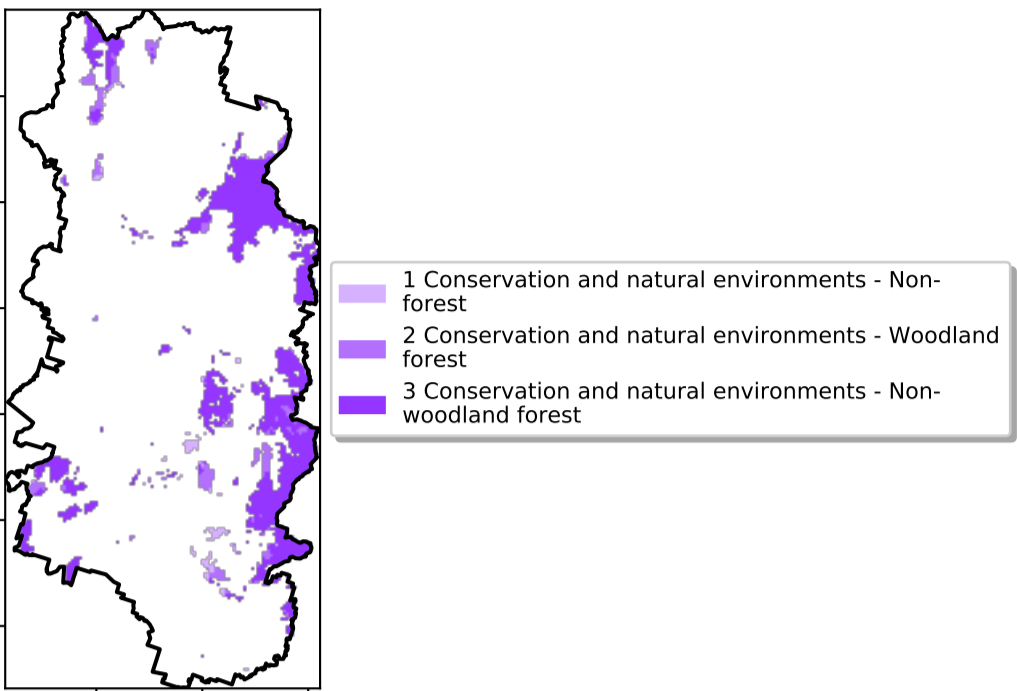 1 Conservation and natural environments - Non-
forest
2 Conservation and natural environments - Woodland
forest
3 Conservation and natural environments - Non-
woodland forest